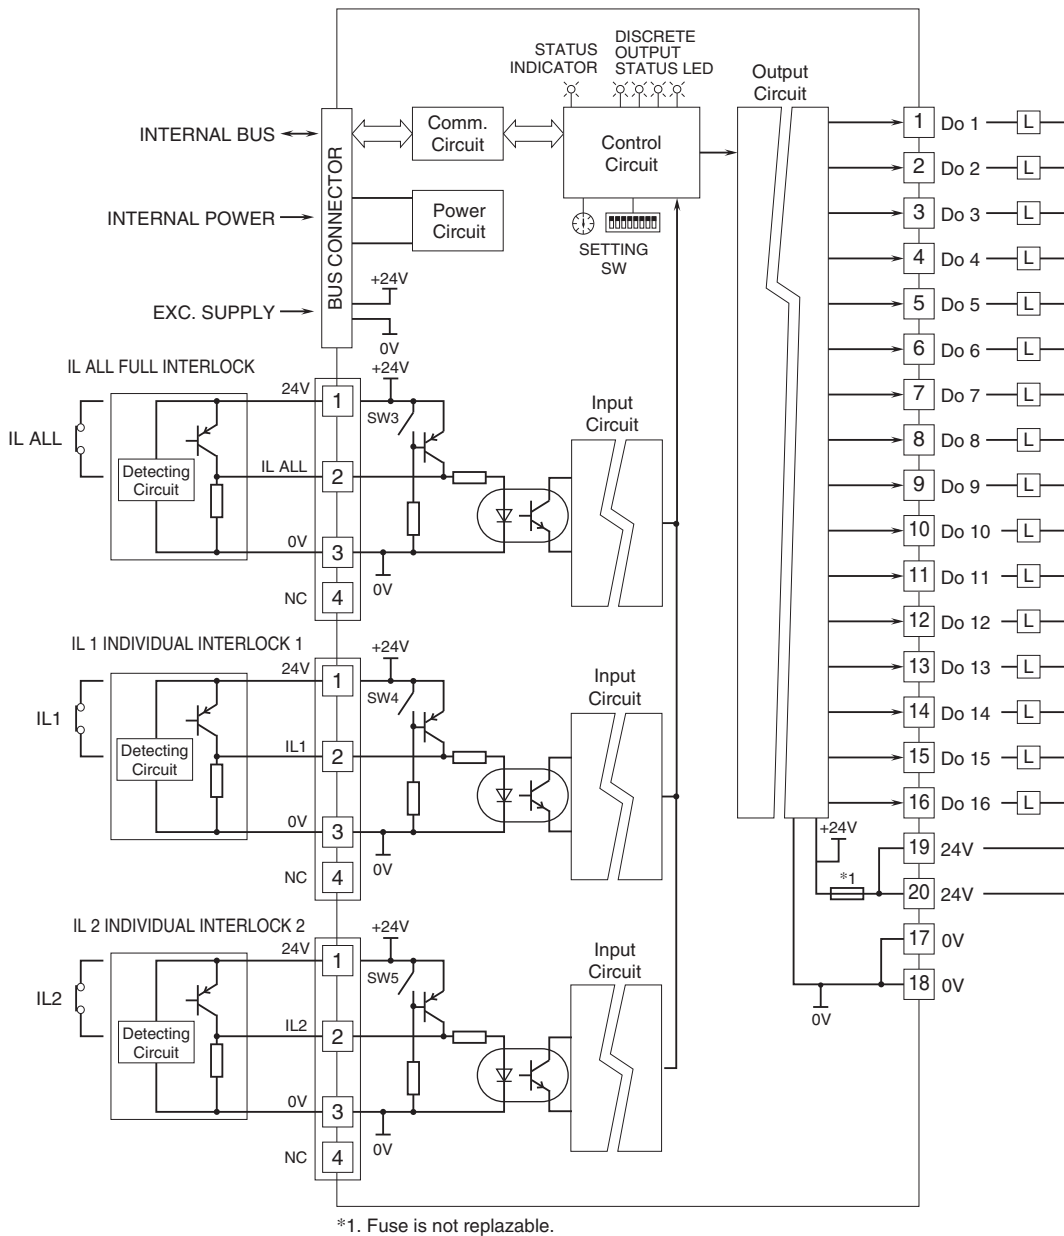 STATUS
INDICATOR
DISCRETE
OUTPUT
STATUS LED
Output
Circuit
INTERNAL BUS
INTERNAL POWER
EXC. SUPPLY
BUS CONNECTOR
Comm.
Circuit
Power
Circuit
Control
Circuit
SETTING
SW
+24V
0V
IL ALL FULL INTERLOCK
24V
1
+24V
SW3
Input
Circuit
IL ALL
Detecting
Circuit
IL ALL
2
0V
3
0V
NC
4
IL 1 INDIVIDUAL INTERLOCK 1
24V
1
+24V
SW4
Input
Circuit
IL1
Detecting
Circuit
IL1
2
0V
3
0V
NC
4
IL 2 INDIVIDUAL INTERLOCK 2
24V
1
+24V
SW5
Input
Circuit
IL2
Detecting
Circuit
IL2
2
0V
3
0V
NC
4
1 Do 1 L
2 Do 2 L
3 Do 3 L
4 Do 4 L
5 Do 5 L
6 Do 6 L
7 Do 7 L
8 Do 8 L
9 Do 9 L
10 Do 10 L
11 Do 11 L
12 Do 12 L
13 Do 13 L
14 Do 14 L
15 Do 15 L
16 Do 16 L
+24V
19 24V
*1
20 24V
17 0V
18 0V
0V
*1. Fuse is not replazable.